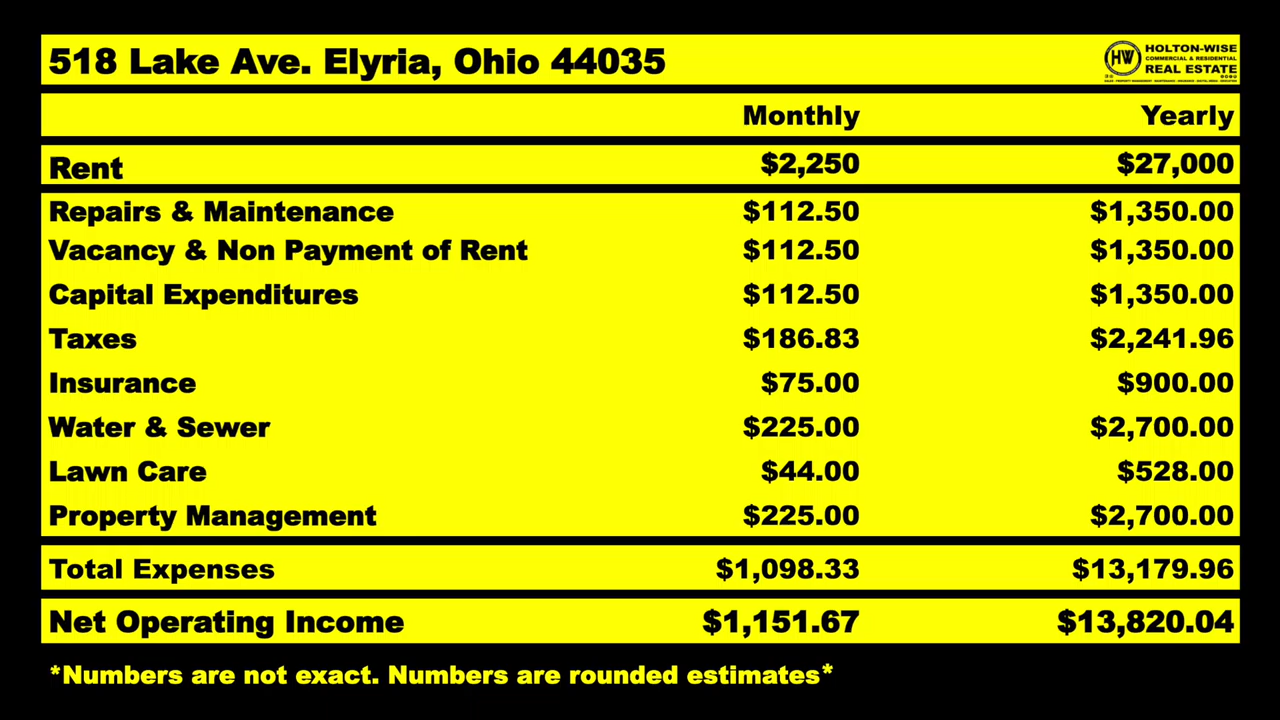 518 Lake Ave. Elyria, Ohio 44035
HOLTON-WISE
COMMERCIAL & RESIDENTIAL
REAL ESTATE
HW
Monthly Yearly
Rent $2,250 $27,000
Repairs & Maintenance $112.50 $1,350.00
Vacancy & Non Payment of Rent $112.50 $1,350.00
Capital Expenditures $112.50 $1,350.00
Taxes $186.83 $2,241.96
Insurance $75.00 $900.00
Water & Sewer $225.00 $2,700.00
Lawn Care $44.00 $528.00
Property Management $225.00 $2,700.00
Total Expenses $1,098.33 $13,179.96
Net Operating Income $1,151.67 $13,820.04
*Numbers are not exact. Numbers are rounded estimates*